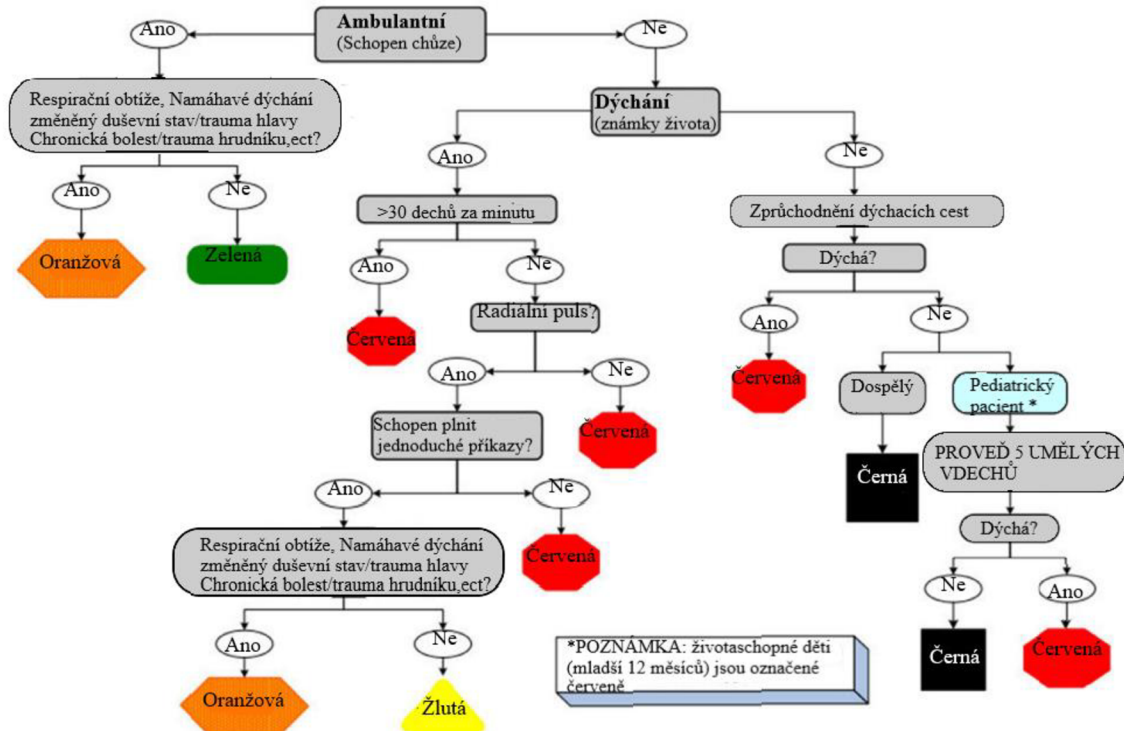 Ambulantní
(Schopen chůze)
Ano
Ne
Respirační obtíže, Namáhavé dýchání
změněný duševní stav/trauma hlavy
Chronická bolest/trauma hrudníku,ect?
Ano
Ne
Oranžová
Zelená
Dýchání
(známky života)
Ano
Ne
>30 dechů za minutu
Ano
Ne
Červená
Radiální puls?
Ano
Ne
Červená
Schopen plnit
jednoduché příkazy?
Ano
Ne
Červená
Respirační obtíže, Namáhavé dýchání
změněný duševní stav/trauma hlavy
Chronická bolest/trauma hrudníku,ect?
Ano
Ne
Oranžová
Žlutá
Zprůchodnění dýchacích cest
Dýchá?
Ano
Ne
Červená
Dospělý
Pediatrický
pacient *
Černá
PROVEĎ 5 UMĚLÝCH
VDECHŮ
Dýchá?
Ne
Ano
Černá
Červená
*POZNÁMKA: životaschopné děti
(mladší 12 měsíců) jsou označené
červeně